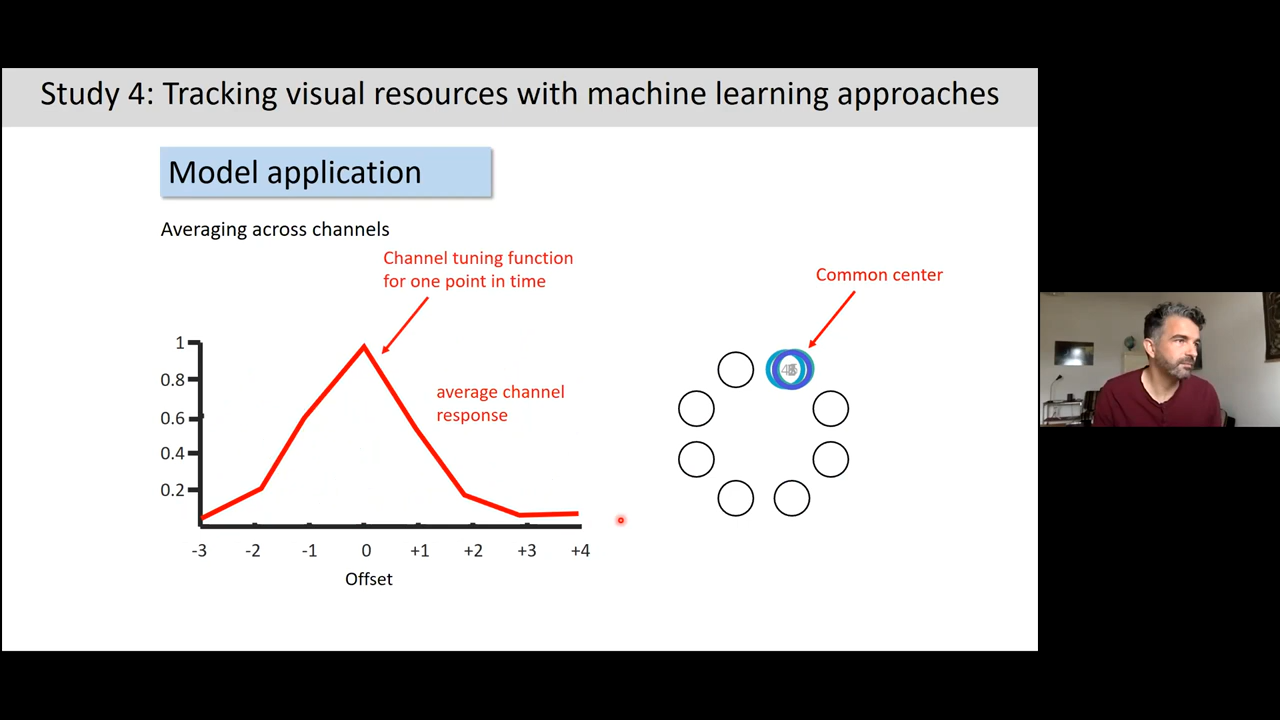 Study 4: Tracking visual resources with machine learning approaches
Model application
Averaging across channels
Channel tuning function
for one point in time
Common center
average channel
response
1
0.8
0.6
0.4
0.2
-3 -2 -1 0 +1 +2 +3 +4
Offset